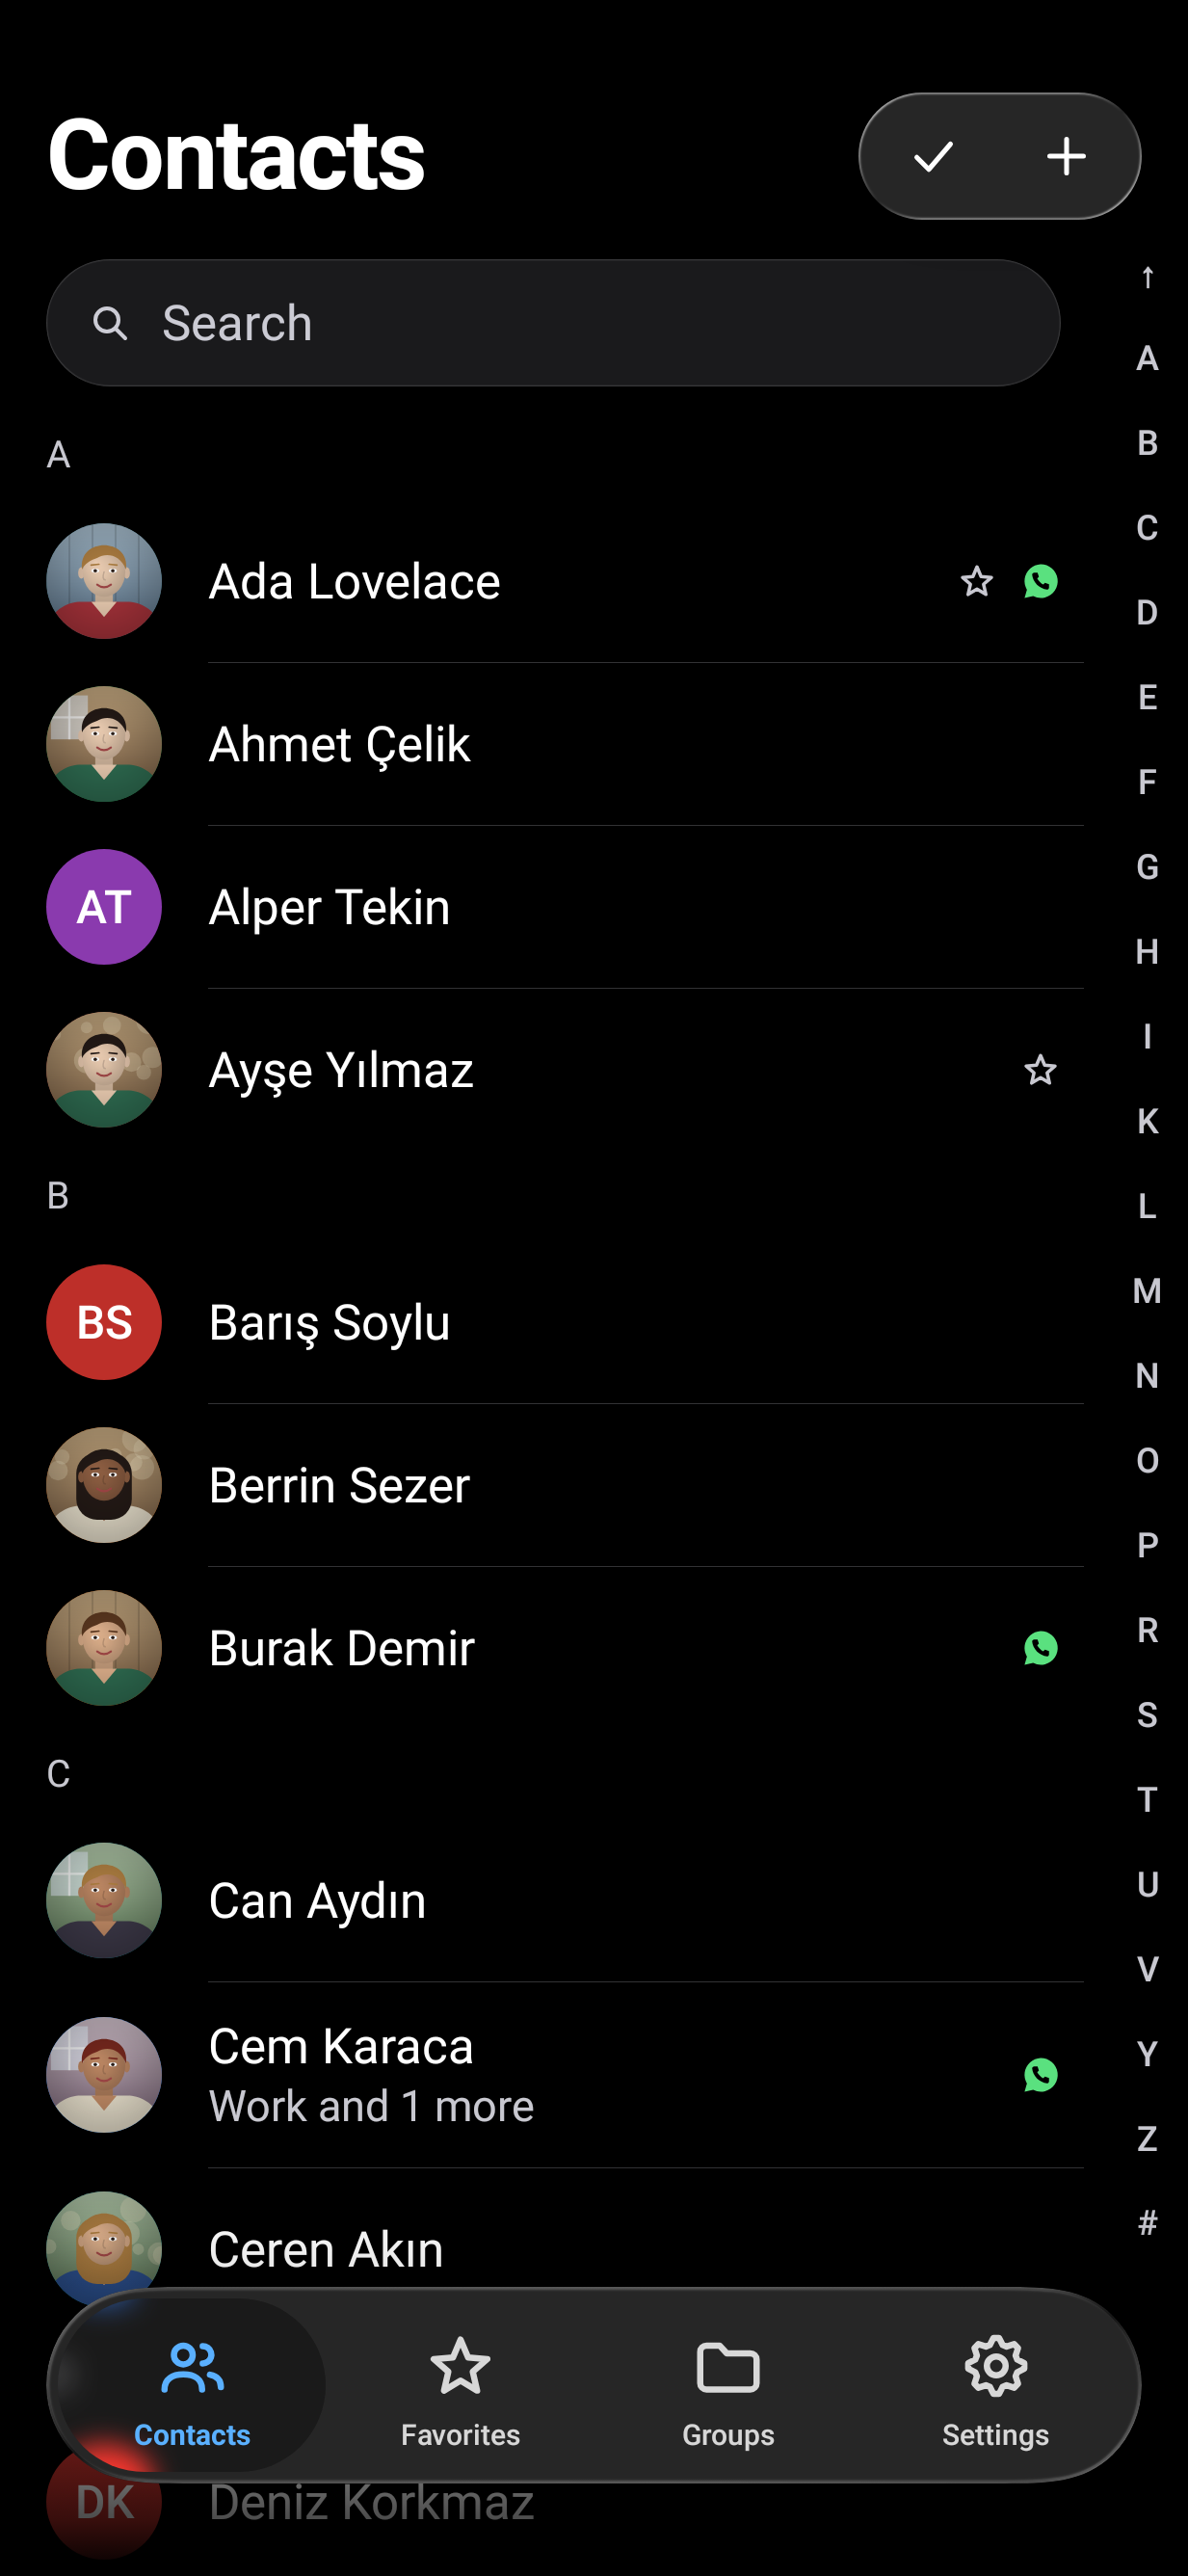 Contacts
Search
↑
A
Ada Lovelace
Ahmet Çelik
AT
Alper Tekin
Ayşe Yılmaz
B
BS
Barış Soylu
Berrin Sezer
Burak Demir
C
Can Aydın
Cem Karaca
Work and 1 more
Ceren Akın
DK
Deniz Korkmaz
A
B
C
D
E
F
G
H
I
K
L
M
N
O
P
R
S
T
U
V
Y
Z
#
Contacts
Favorites
Groups
Settings